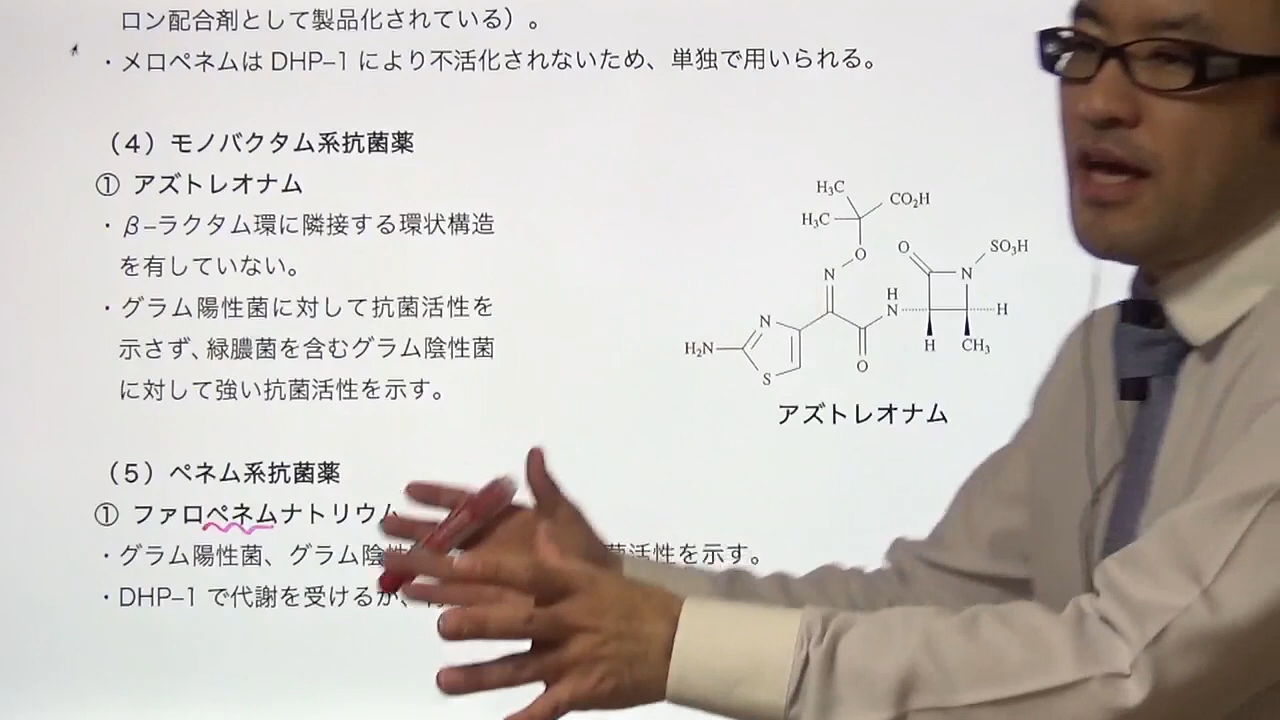 ロン配合剤として製品化されている）。
・メロペネムは DHP–1 により不活化されないため、単独で用いられる。
（4）モノバクタム系抗菌薬
① アズトレオナム
・β–ラクタム環に隣接する環状構造
を有していない。
・グラム陽性菌に対して抗菌活性を
示さず、緑膿菌を含むグラム陰性菌
に対して強い抗菌活性を示す。
H₃C
CO₂H
H₃C
O
O
SO₃H
N
N
H
N
N
H
H₂N
H
CH₃
S
O
アズトレオナム
（5）ペネム系抗菌薬
① ファロペネムナトリウム
・グラム陽性菌、グラム陰性 菌活性を示す。
・DHP–1 で代謝を受けるが、